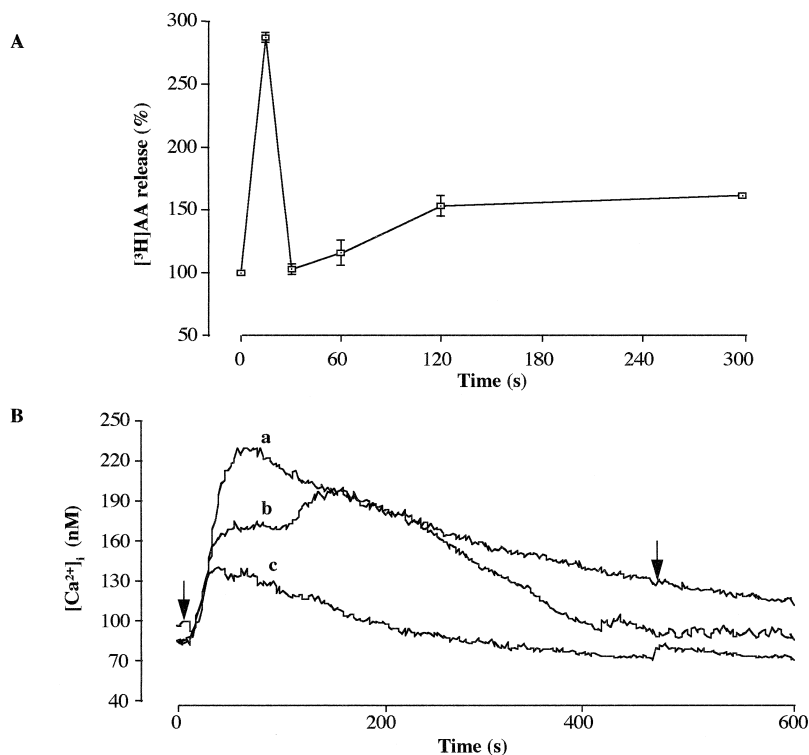 A
300
250
200
150
100
50
[³H]AA release (%)
0 60 120 180 240 300
Time (s)
B
250
220
190
160
130
100
70
40
[Ca²⁺]ᵢ (nM)
a
b
c
0 200 400 600
Time (s)